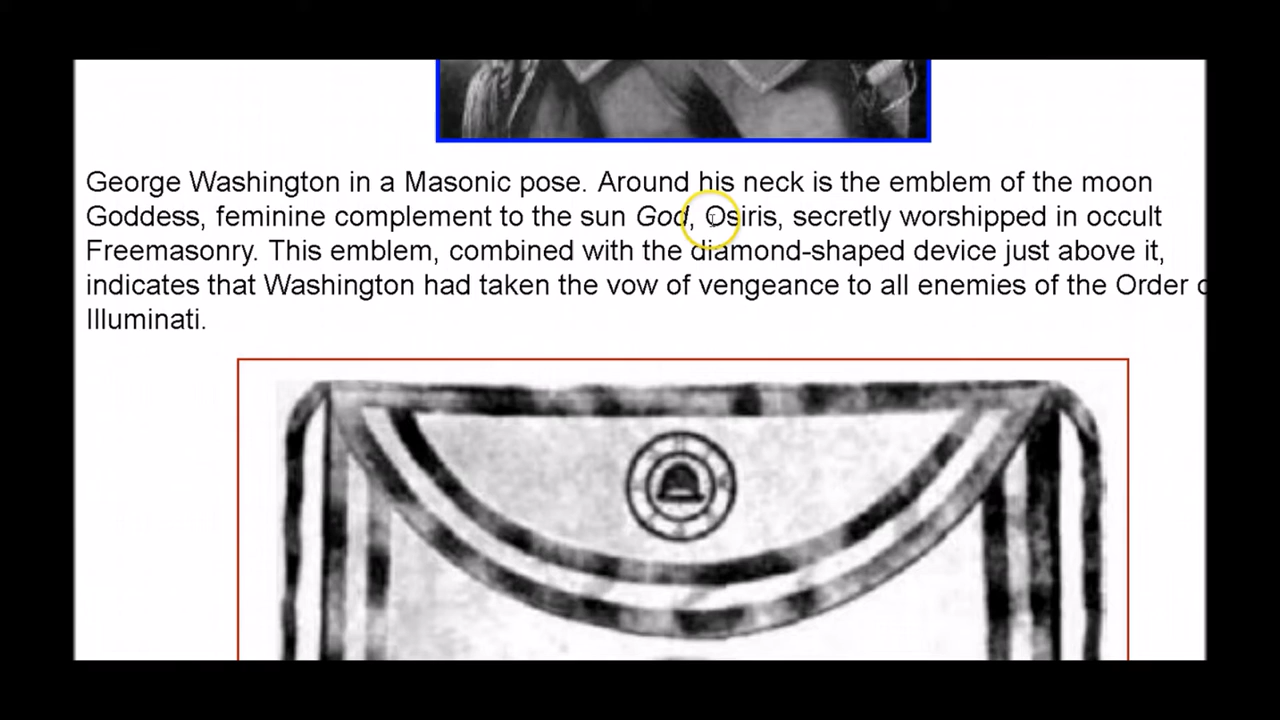 George Washington in a Masonic pose. Around his neck is the emblem of the moon
Goddess, feminine complement to the sun God, Osiris, secretly worshipped in occult
Freemasonry. This emblem, combined with the diamond-shaped device just above it,
indicates that Washington had taken the vow of vengeance to all enemies of the Order
Illuminati.